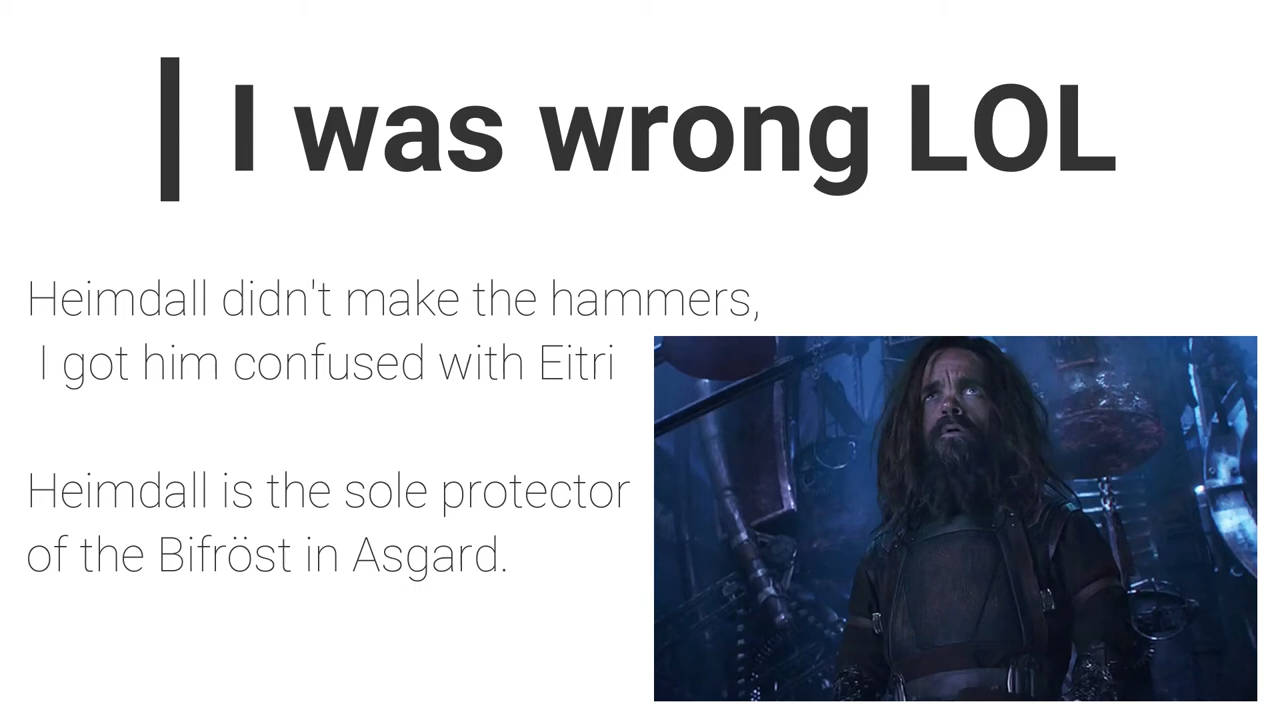 I was wrong LOL
Heimdall didn't make the hammers,
I got him confused with Eitri
Heimdall is the sole protector
of the Bifröst in Asgard.